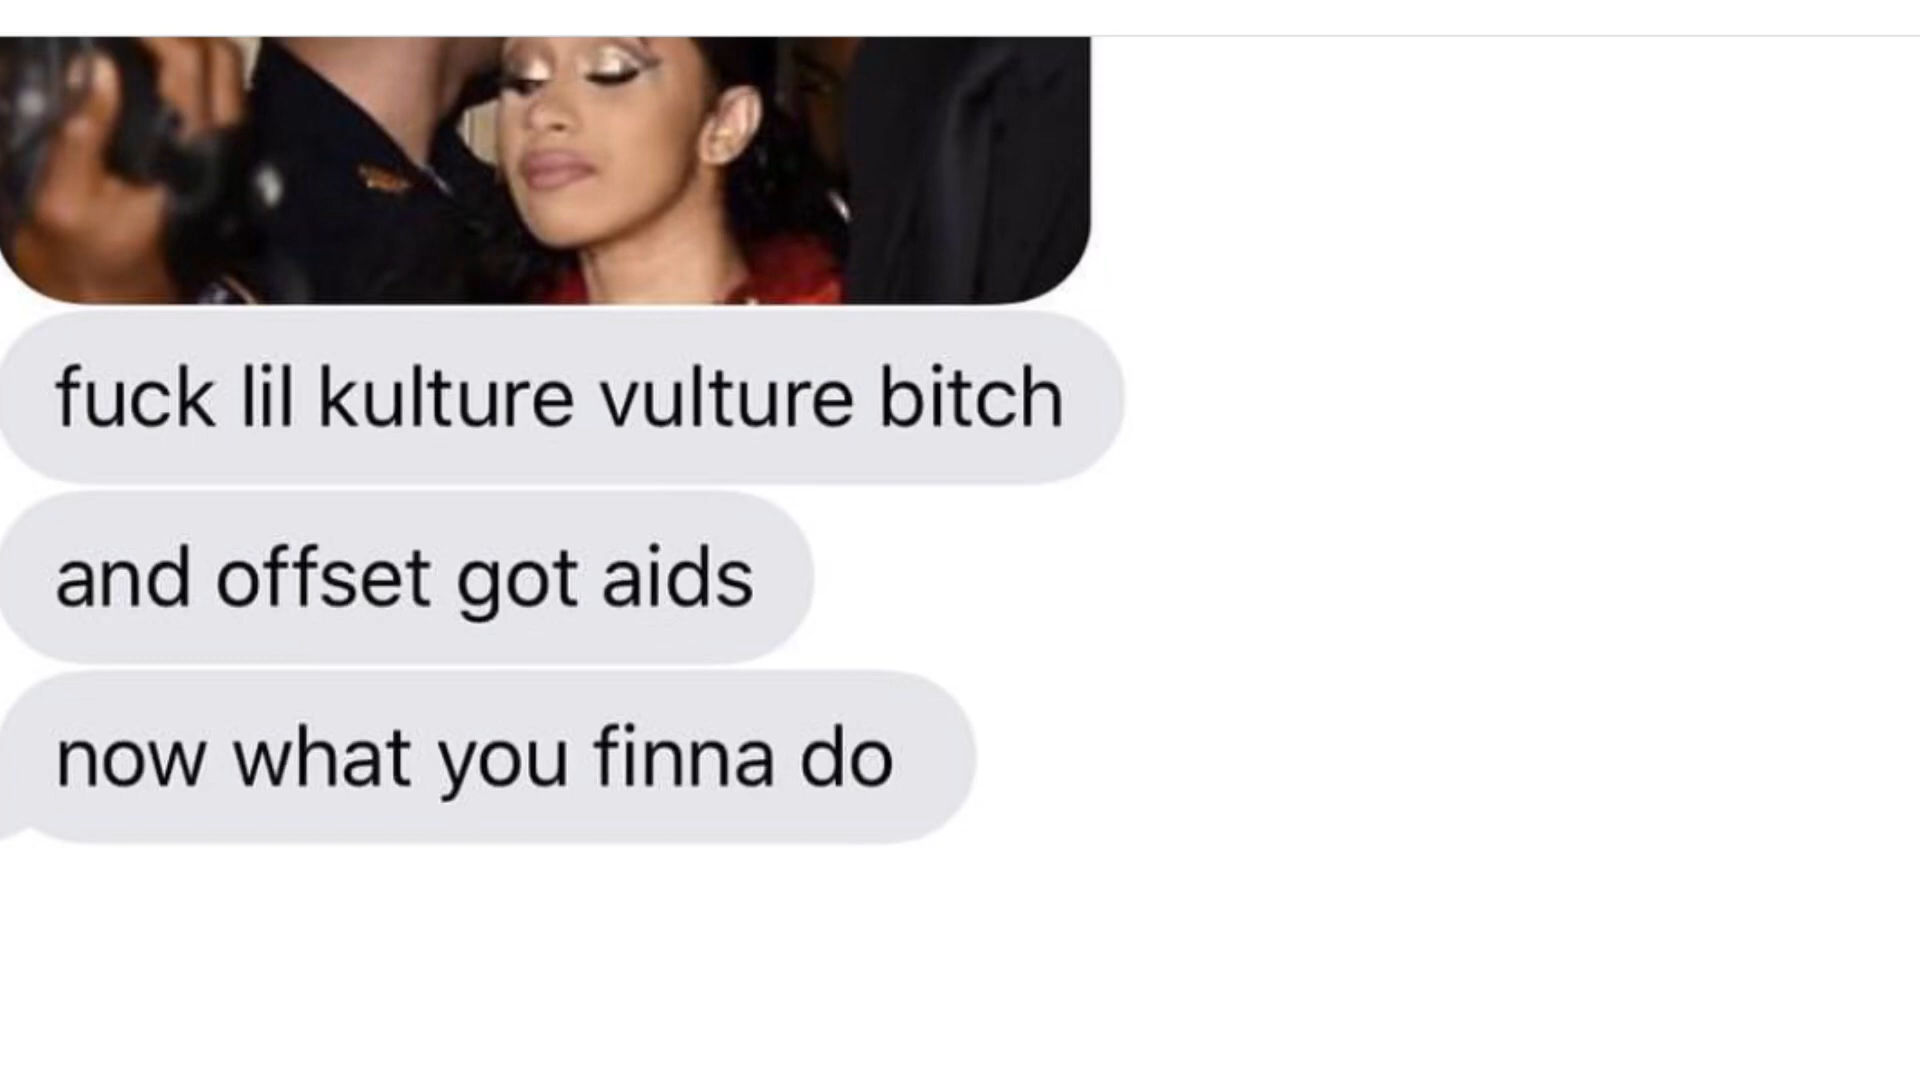 fuck lil kulture vulture bitch
and offset got aids
now what you finna do